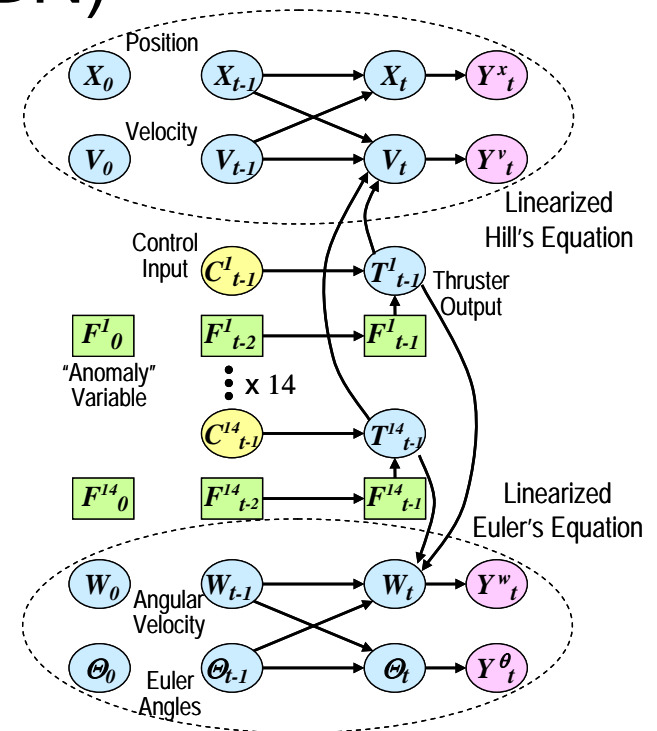 DN)
Position
X₀ Xₜ₋₁ Xₜ Yˣₜ
Velocity
V₀ Vₜ₋₁ Vₜ Yᵛₜ
Linearized
Hill's Equation
Control
Input
C¹ₜ₋₁ T¹ₜ₋₁
Thruster
Output
F¹₀ F¹ₜ₋₂ F¹ₜ₋₁
“Anomaly”
Variable
x 14
C¹⁴ₜ₋₁ T¹⁴ₜ₋₁
F¹⁴₀ F¹⁴ₜ₋₂ F¹⁴ₜ₋₁
Linearized
Euler's Equation
W₀ Wₜ₋₁ Wₜ Yʷₜ
Angular
Velocity
Θ₀ Θₜ₋₁ Θₜ Yᶿₜ
Euler
Angles